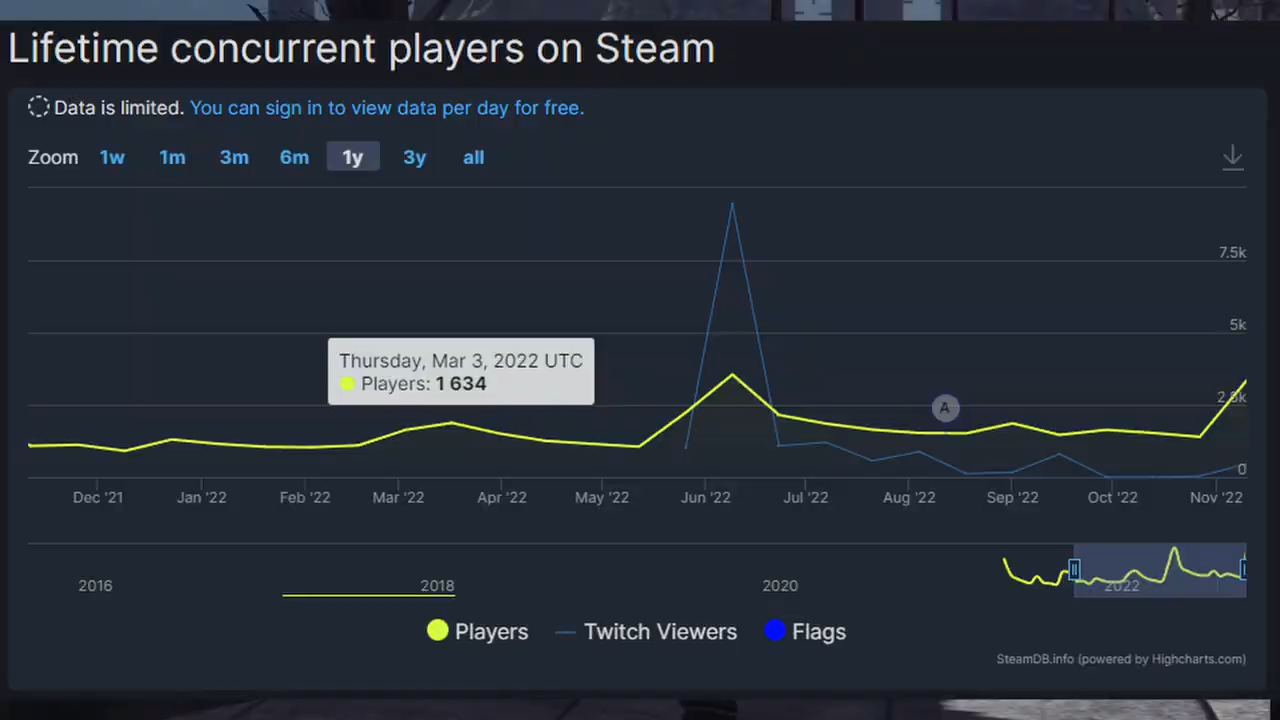 Lifetime concurrent players on Steam
Data is limited. You can sign in to view data per day for free.
Zoom 1w 1m 3m 6m 1y 3y all
7.5k
5k
Thursday, Mar 3, 2022 UTC
Players: 1 634
2.5k
A
0
Dec '21 Jan '22 Feb '22 Mar '22 Apr '22 May '22 Jun '22 Jul '22 Aug '22 Sep '22 Oct '22 Nov '22
2016 2018 2020 2022
Players Twitch Viewers Flags
SteamDB.info (powered by Highcharts.com)